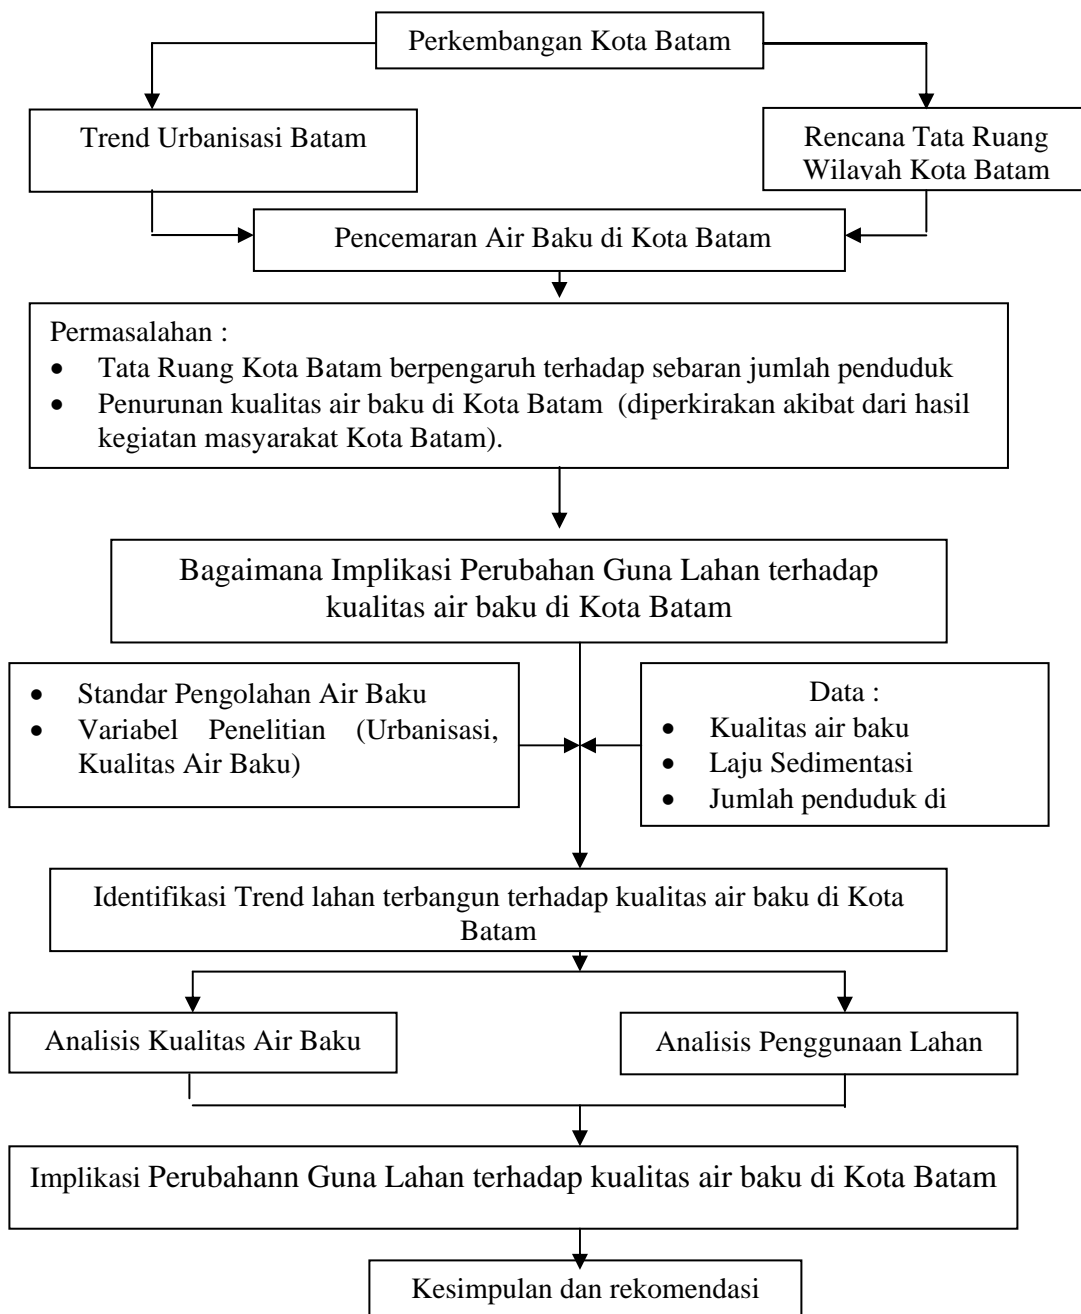 Perkembangan Kota Batam
Trend Urbanisasi Batam
Rencana Tata Ruang
Wilayah Kota Batam
Pencemaran Air Baku di Kota Batam
Permasalahan :
• Tata Ruang Kota Batam berpengaruh terhadap sebaran jumlah penduduk
• Penurunan kualitas air baku di Kota Batam (diperkirakan akibat dari hasil
kegiatan masyarakat Kota Batam).
Bagaimana Implikasi Perubahan Guna Lahan terhadap
kualitas air baku di Kota Batam
• Standar Pengolahan Air Baku
• Variabel Penelitian (Urbanisasi,
Kualitas Air Baku)
Data :
• Kualitas air baku
• Laju Sedimentasi
• Jumlah penduduk di
Identifikasi Trend lahan terbangun terhadap kualitas air baku di Kota
Batam
Analisis Kualitas Air Baku
Analisis Penggunaan Lahan
Implikasi Perubahann Guna Lahan terhadap kualitas air baku di Kota Batam
Kesimpulan dan rekomendasi